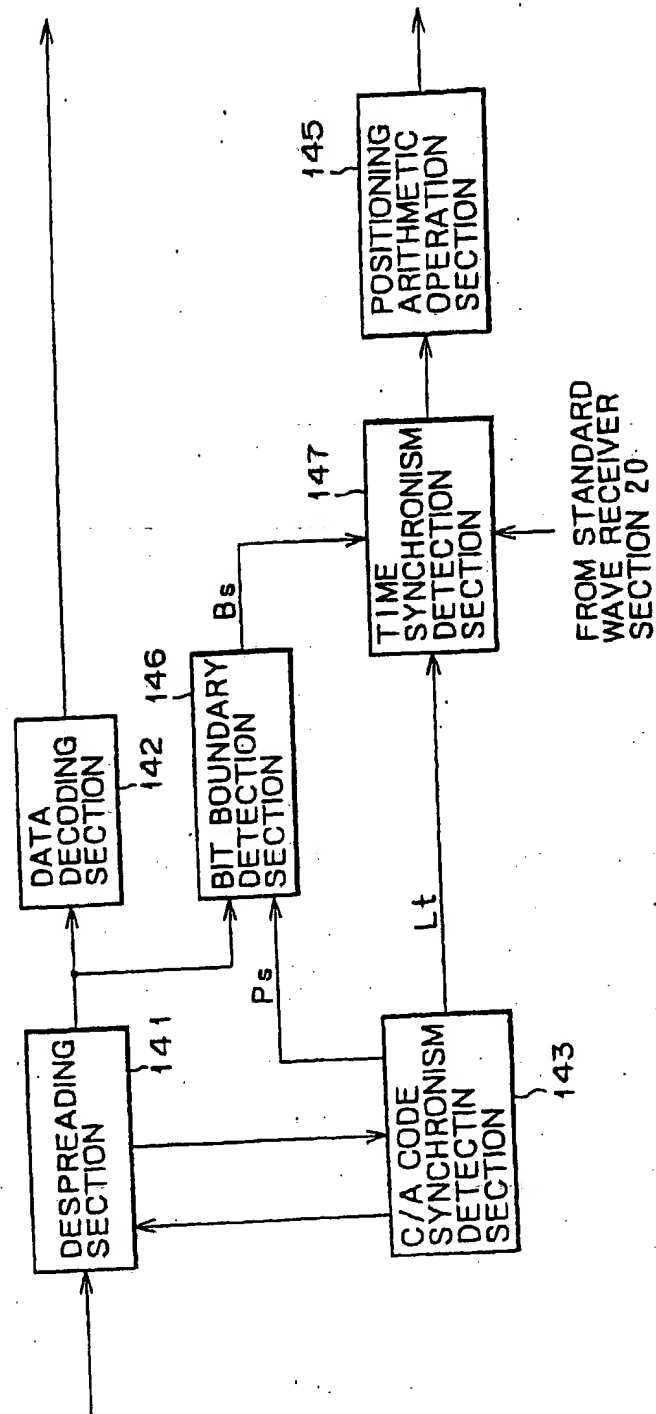 DESPREADING
SECTION
141
DATA
DECODING
SECTION
142
BIT BOUNDARY
DETECTION
SECTION
146
Ps
Bs
C/A CODE
SYNCHRONISM
DETECTIN
SECTION
143
Lt
TIME
SYNCHRONISM
DETECTION
SECTION
147
FROM STANDARD
WAVE RECEIVER
SECTION 20
POSITIONING
ARITHMETIC
OPERATION
SECTION
145